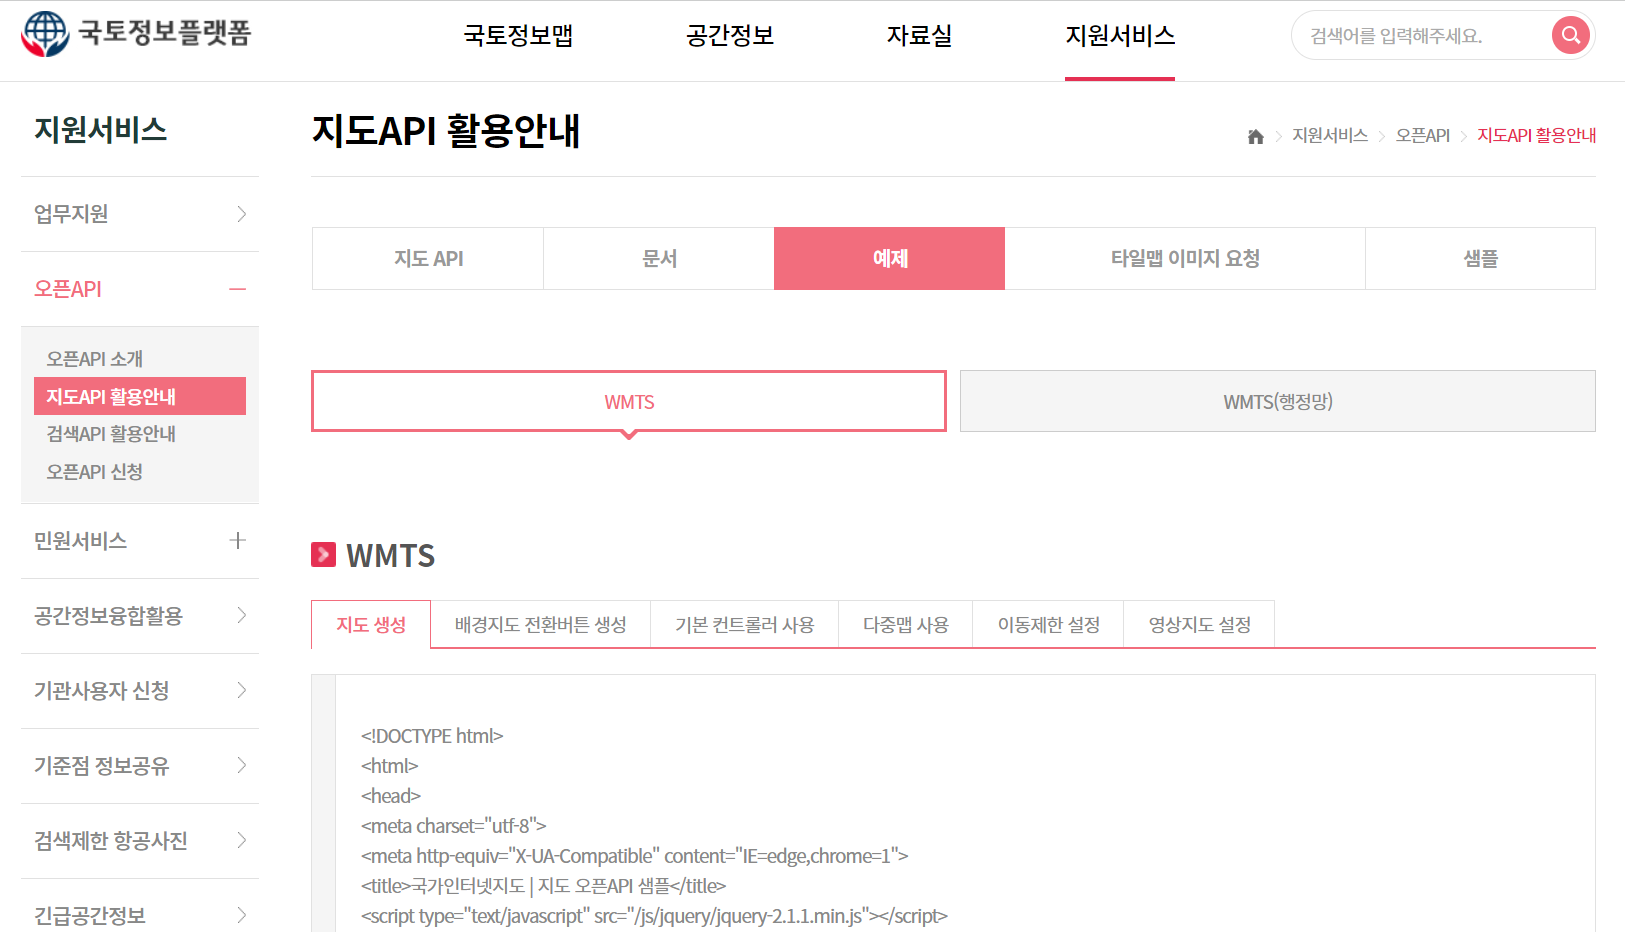 국토정보플랫폼
국토정보맵 공간정보 자료실 지원서비스
검색어를 입력해주세요.
지원서비스
업무지원
오픈API
오픈API 소개
지도API 활용안내
검색API 활용안내
오픈API 신청
민원서비스
공간정보융합활용
기관사용자 신청
기준점 정보공유
검색제한 항공사진
긴급공간정보
지도API 활용안내
지원서비스 오픈API 지도API 활용안내
지도 API 문서 예제 타일맵 이미지 요청 샘플
WMTS WMTS(행정망)
WMTS
지도 생성 배경지도 전환버튼 생성 기본 컨트롤러 사용 다중맵 사용 이동제한 설정 영상지도 설정
<!DOCTYPE html>
<html>
<head>
<meta charset="utf-8">
<meta http-equiv="X-UA-Compatible" content="IE=edge,chrome=1">
<title>국가인터넷지도 | 지도 오픈API 샘플</title>
<script type="text/javascript" src="/js/jquery/jquery-2.1.1.min.js"></script>